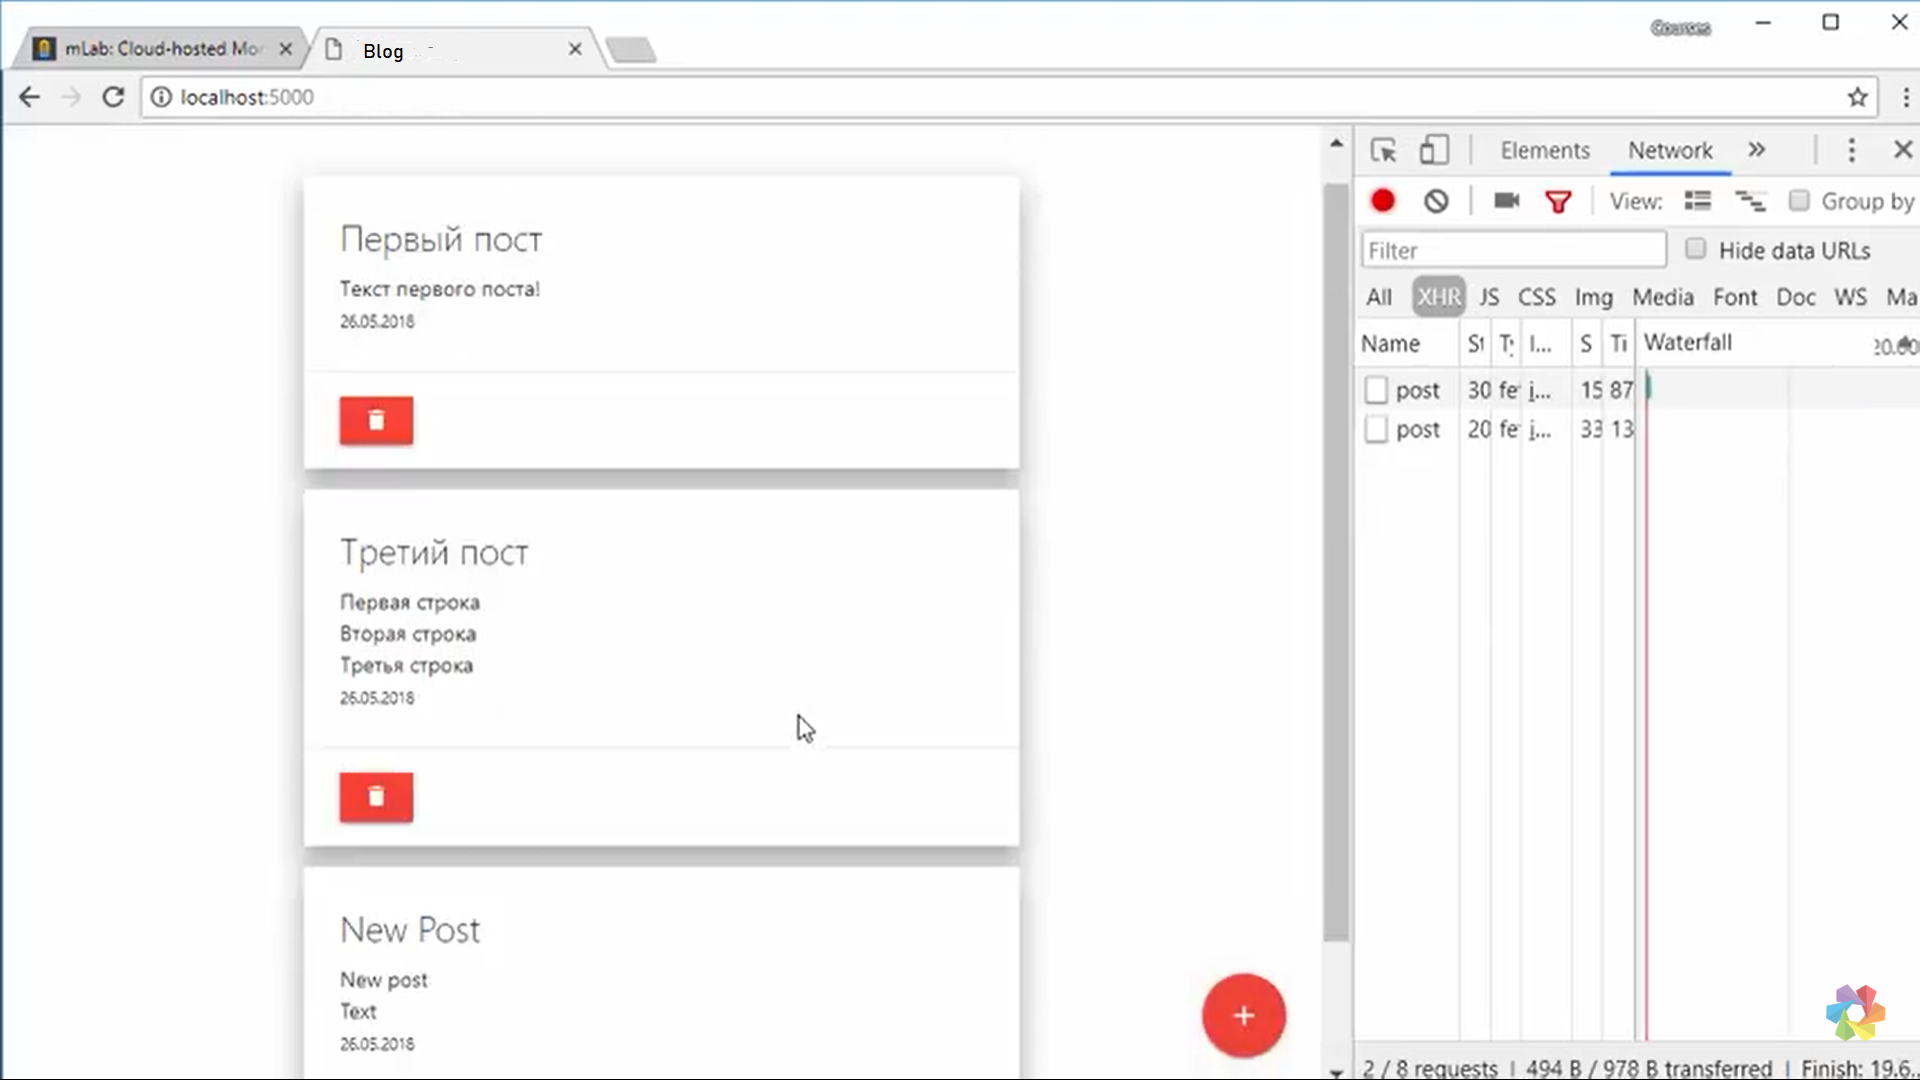 Courses
mLab: Cloud-hosted Mo
Blog
localhost:5000
Elements Network
View: Group by
Filter Hide data URLs
All XHR JS CSS Img Media Font Doc WS Ma
Name St Ty I... S Ti Waterfall 20.00
post 30 fe j... 15 87
post 20 fe j... 33 13
Первый пост
Текст первого поста!
26.05.2018
Третий пост
Первая строка
Вторая строка
Третья строка
26.05.2018
New Post
New post
Text
26.05.2018
2 / 8 requests | 494 B / 978 B transferred | Finish: 19.6...